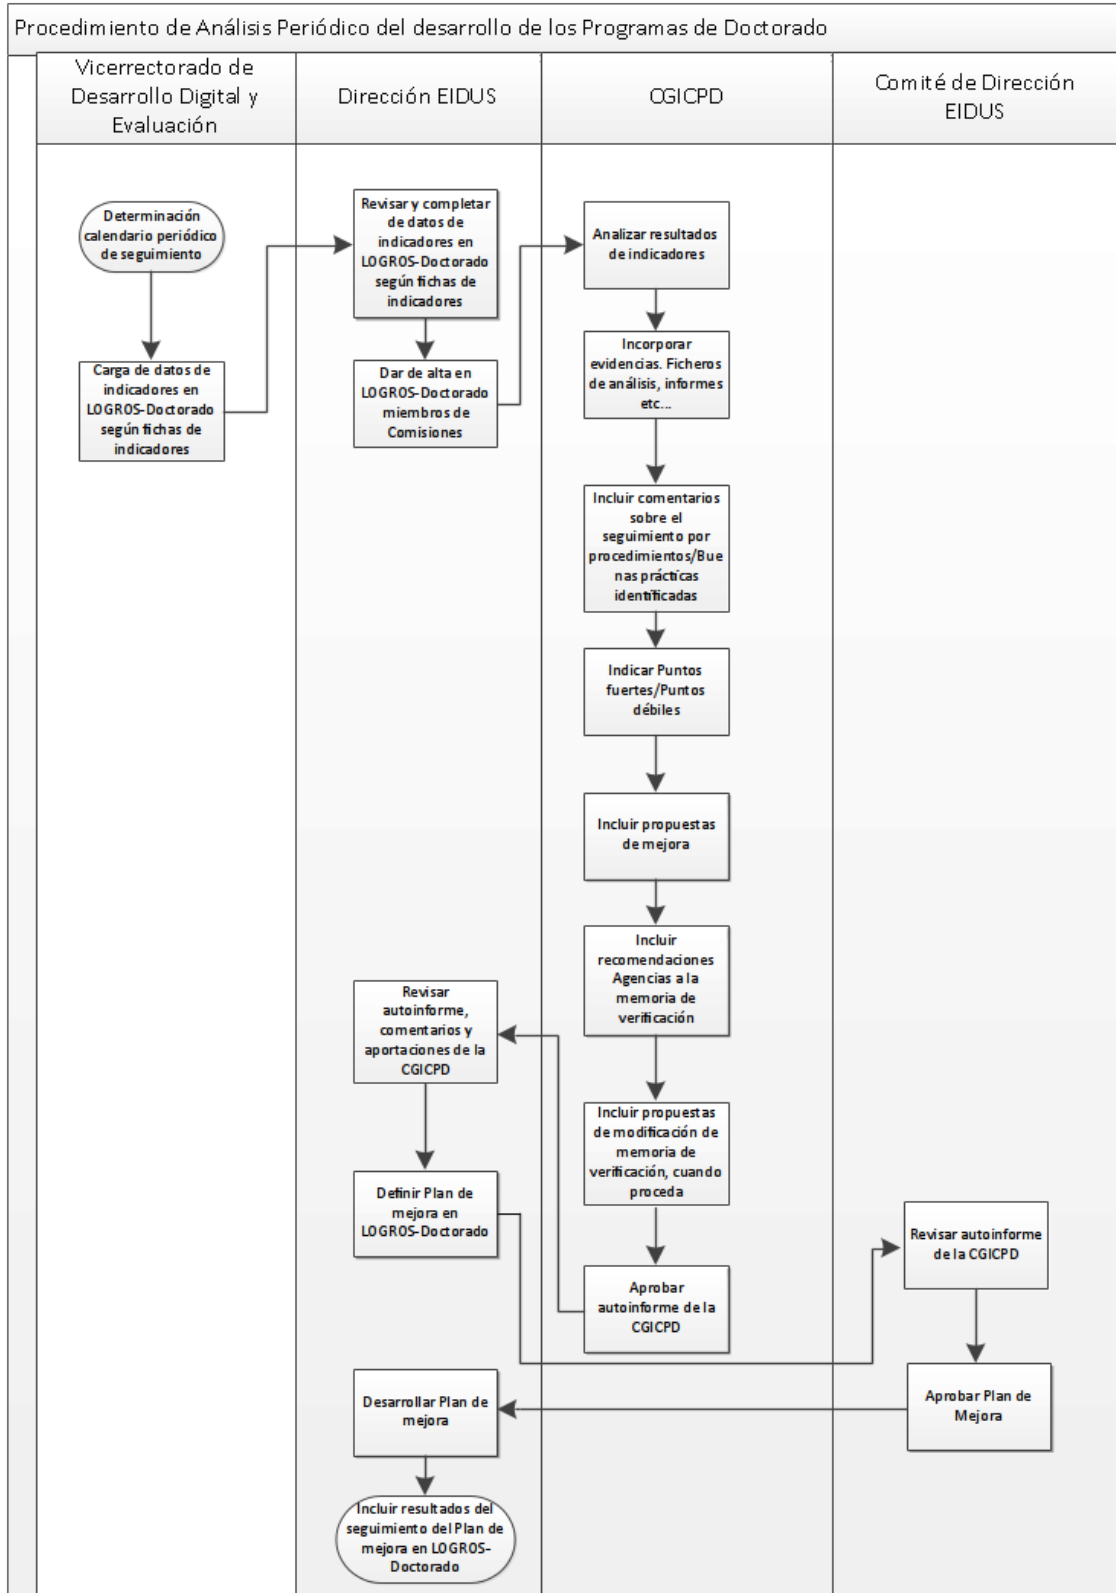 Procedimiento de Análisis Periódico del desarrollo de los Programas de Doctorado
Vicerrectorado de
Desarrollo Digital y
Evaluación
Dirección EIDUS
CGICPD
Comité de Dirección
EIDUS
Determinación
calendario periódico
de seguimiento
Carga de datos de
indicadores en
LOGROS-Doctorado
según fichas de
indicadores
Revisar y completar
de datos de
indicadores en
LOGROS-Doctorado
según fichas de
indicadores
Dar de alta en
LOGROS-Doctorado
miembros de
Comisiones
Analizar resultados
de indicadores
Incorporar
evidencias. Ficheros
de análisis, informes
etc...
Incluir comentarios
sobre el
seguimiento por
procedimientos/Bue
nas prácticas
identificadas
Indicar Puntos
fuertes/Puntos
débiles
Incluir propuestas
de mejora
Incluir
recomendaciones
Agencias a la
memoria de
verificación
Incluir propuestas
de modificación de
memoria de
verificación, cuando
proceda
Aprobar
autoinforme de la
CGICPD
Revisar
autoinforme,
comentarios y
aportaciones de la
CGICPD
Definir Plan de
mejora en
LOGROS-Doctorado
Revisar autoinforme
de la CGICPD
Aprobar Plan de
Mejora
Desarrollar Plan de
mejora
Incluir resultados del
seguimiento del Plan de
mejora en LOGROS-
Doctorado